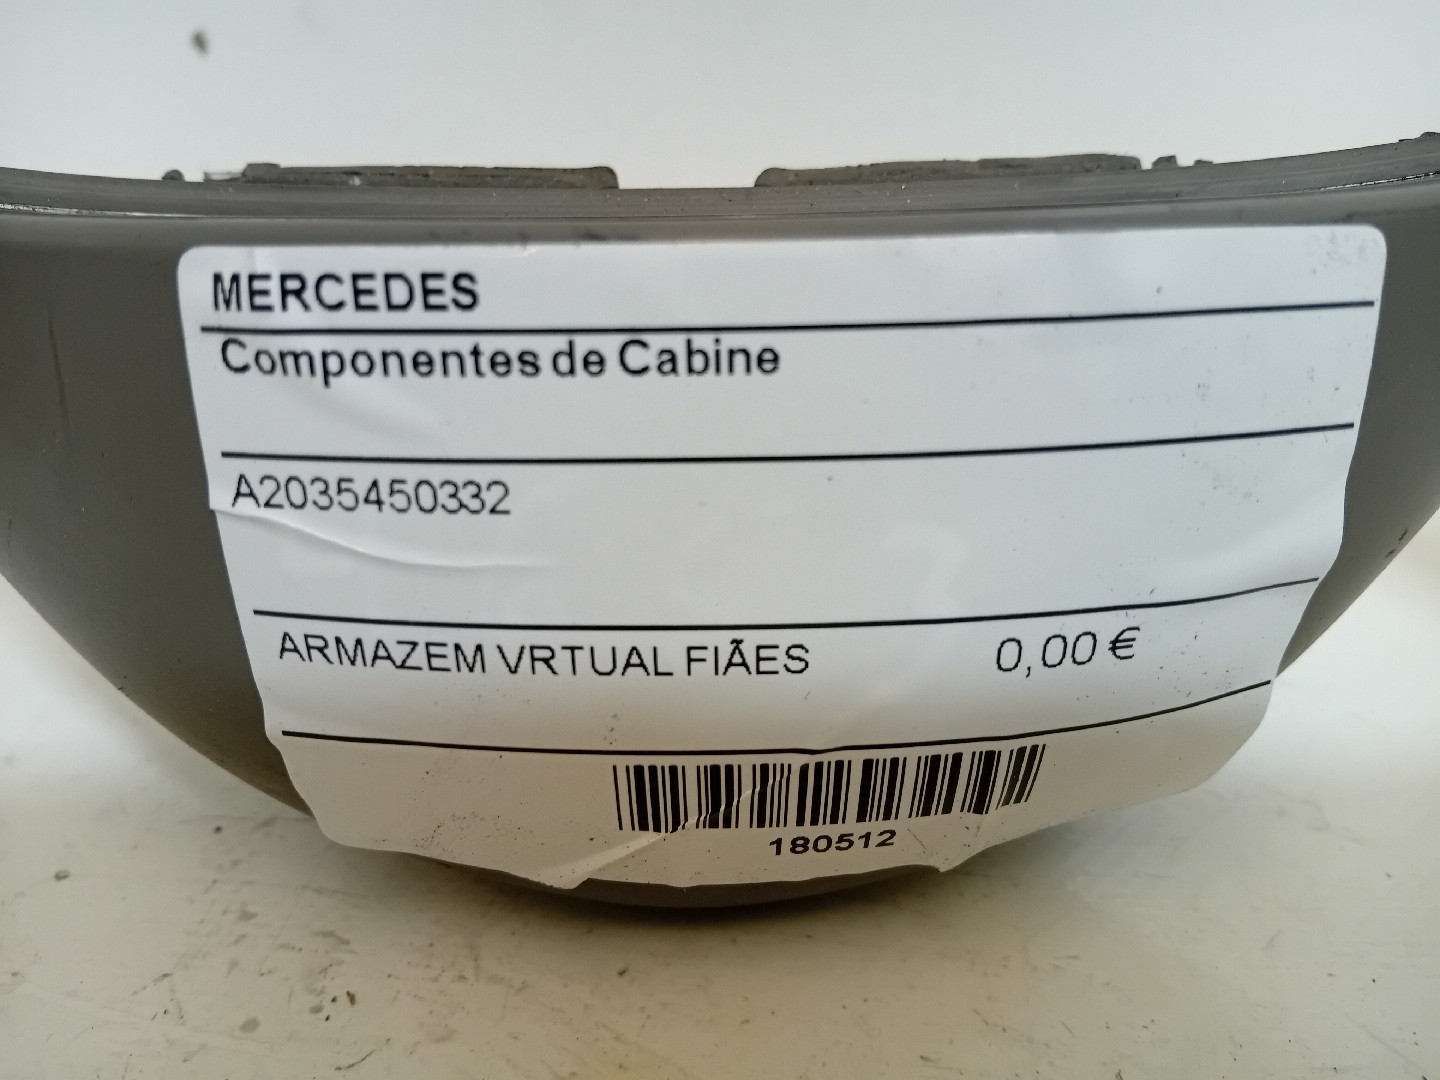 MERCEDES
Componentes de Cabine
A2035450332
ARMAZEM VRTUAL FIÃES 0,00 €
180512